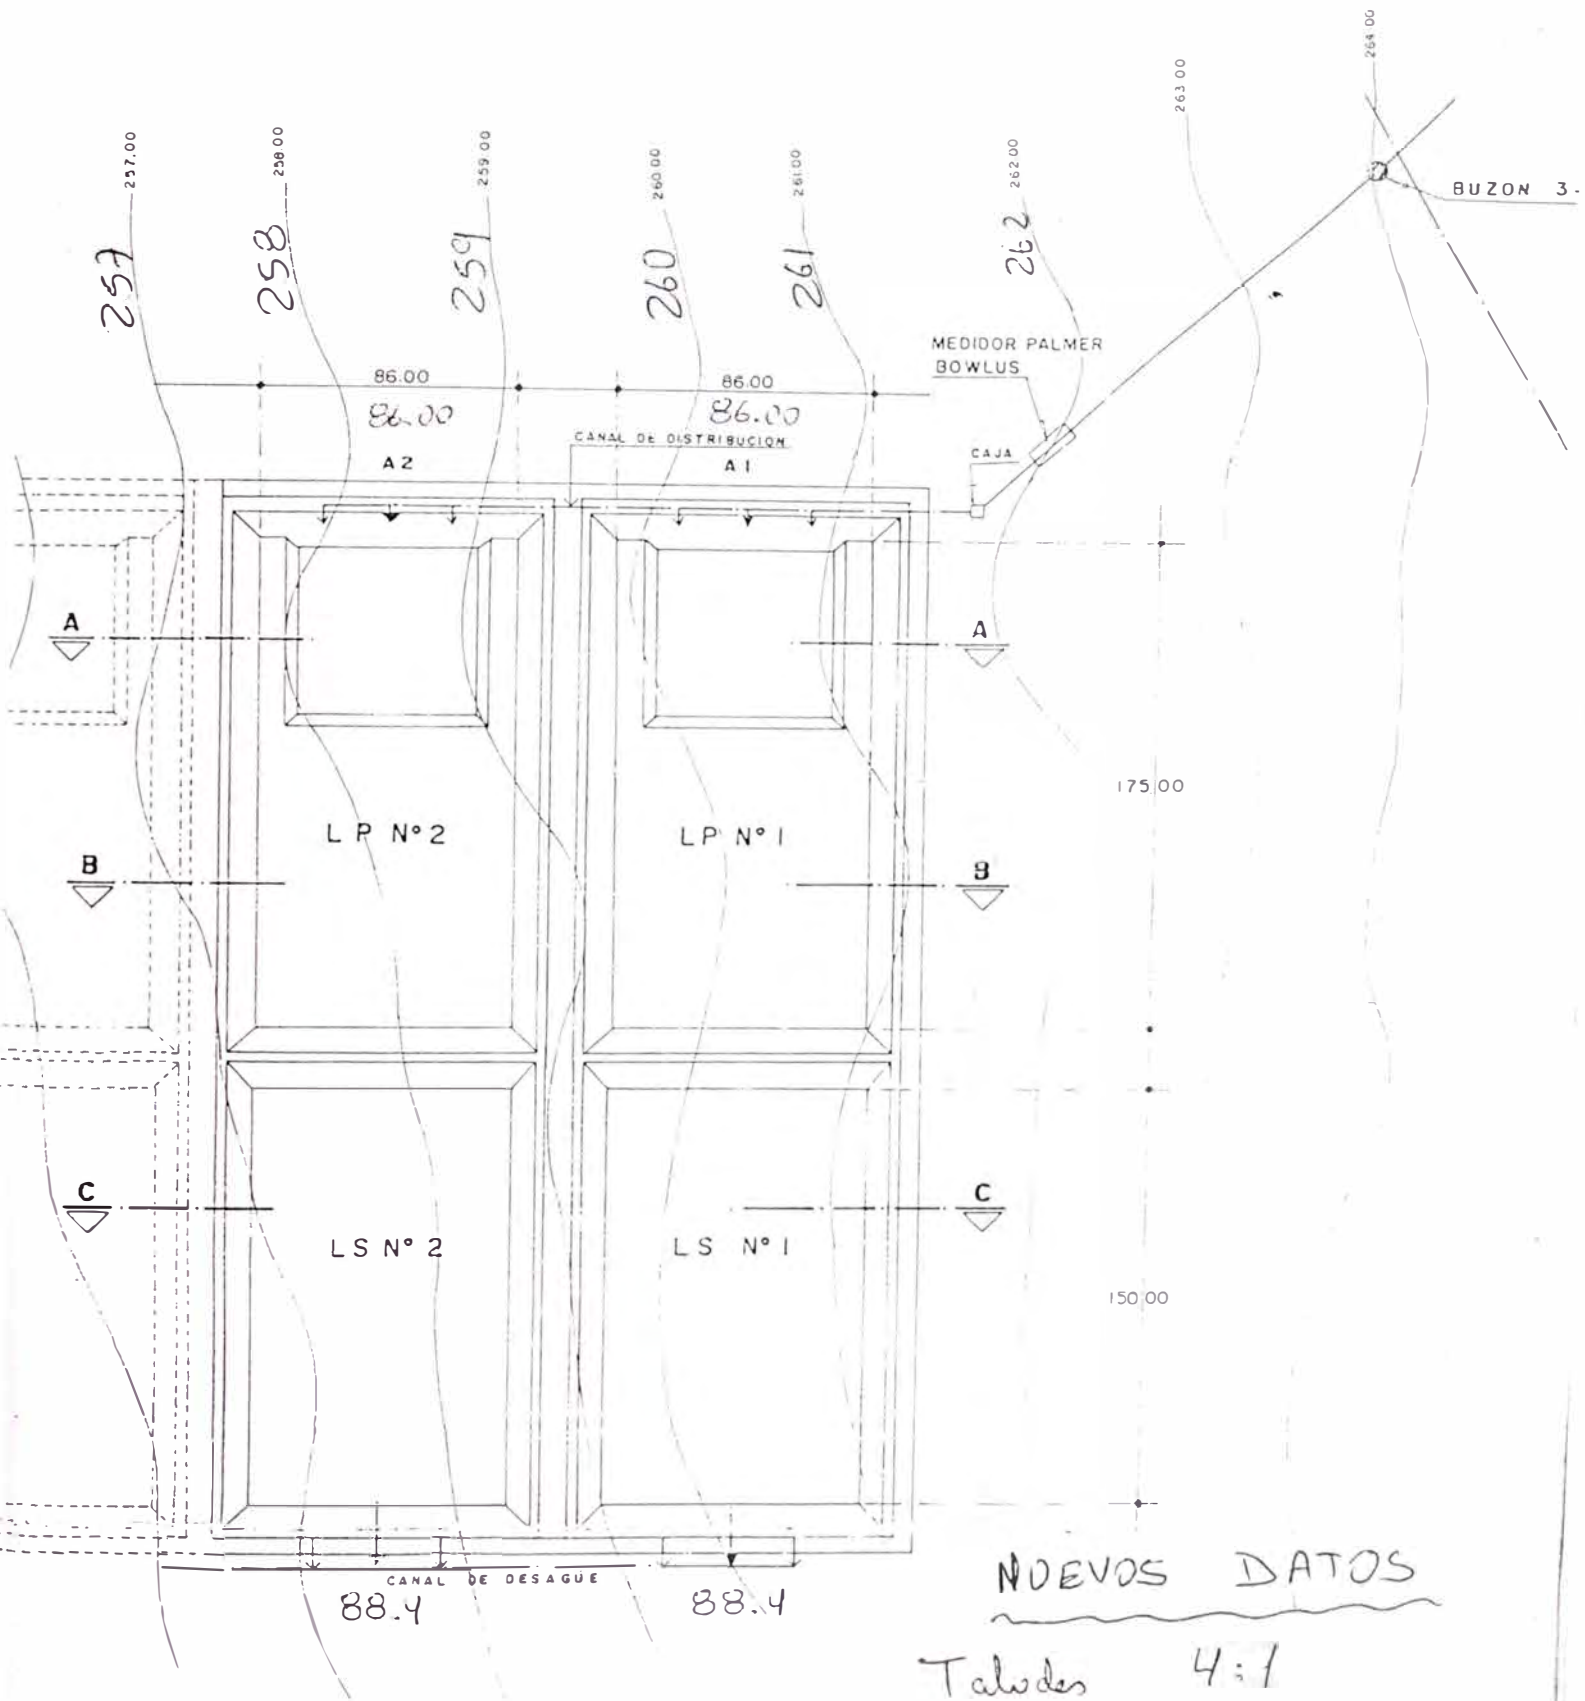 264.00
263.00
262.00
261.00
260.00
259.00
258.00
257.00
BUZON 3-
257
258
259
260
261
262
MEDIDOR PALMER
BOWLUS
86.00
86.00
86.00
86.00
CANAL DE DISTRIBUCION
CAJA
A2
A1
A
A
175.00
LP N°2
LP N°1
B
B
C
C
LS N°2
LS N°1
150.00
CANAL DE DESAGÜE
88.4
88.4
NUEVOS DATOS
Taludes 4:1